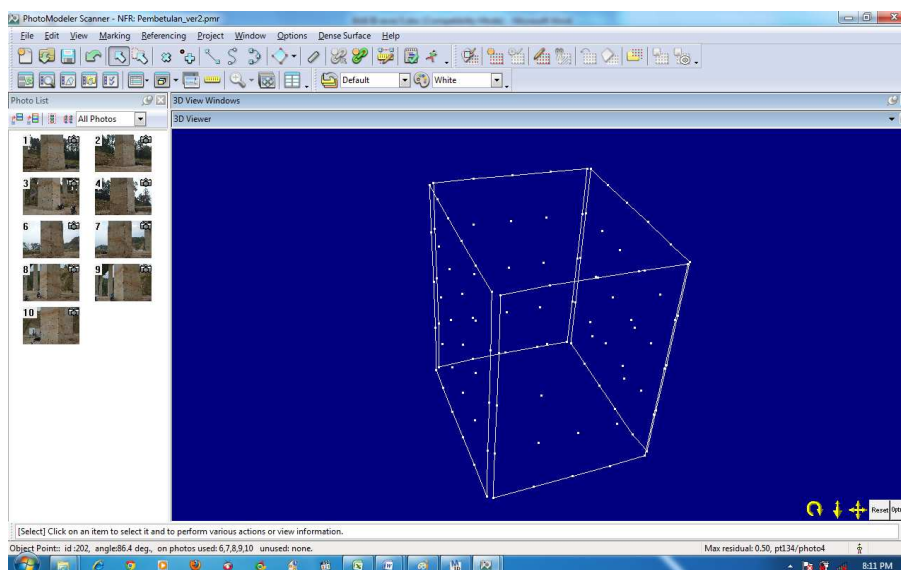 PhotoModeler Scanner - NFR: Pembetulan_ver2.pmr
File Edit View Marking Referencing Project Window Options Dense Surface Help
Default White
Photo List
3D View Windows
All Photos
3D Viewer
1 2
3 4
6 7
8 9
10
Reset Opti
[Select] Click on an item to select it and to perform various actions or view information.
Object Point:: id :202, angle:86.4 deg., on photos used: 6,7,8,9,10 unused: none.
Max residual: 0.50, pt134/photo4
8:11 PM